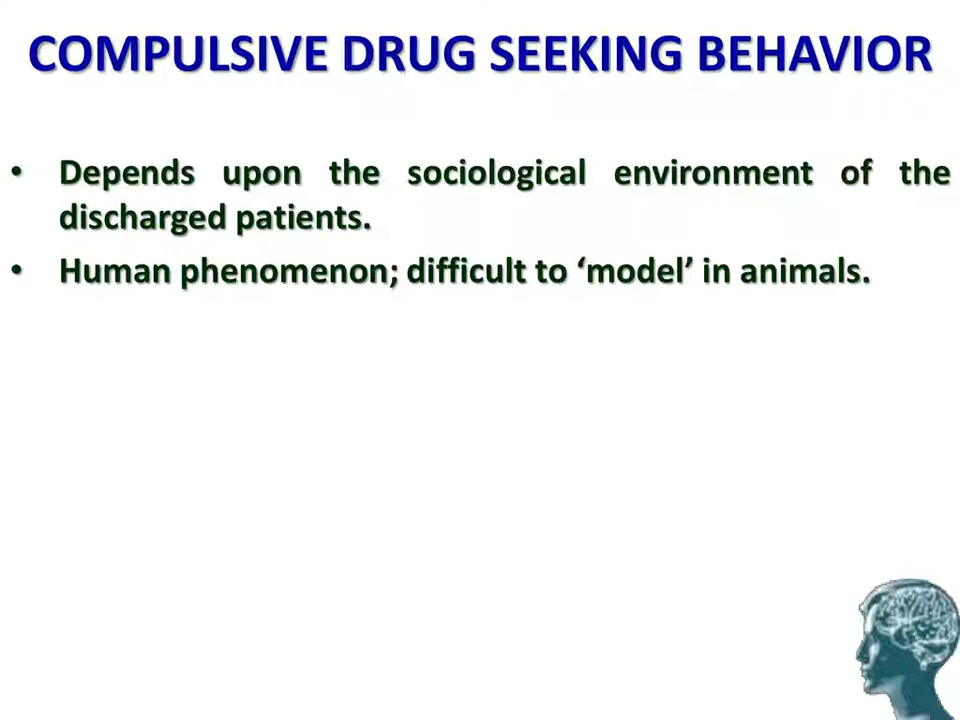 COMPULSIVE DRUG SEEKING BEHAVIOR
• Depends upon the sociological environment of the
discharged patients.
• Human phenomenon; difficult to ‘model’ in animals.